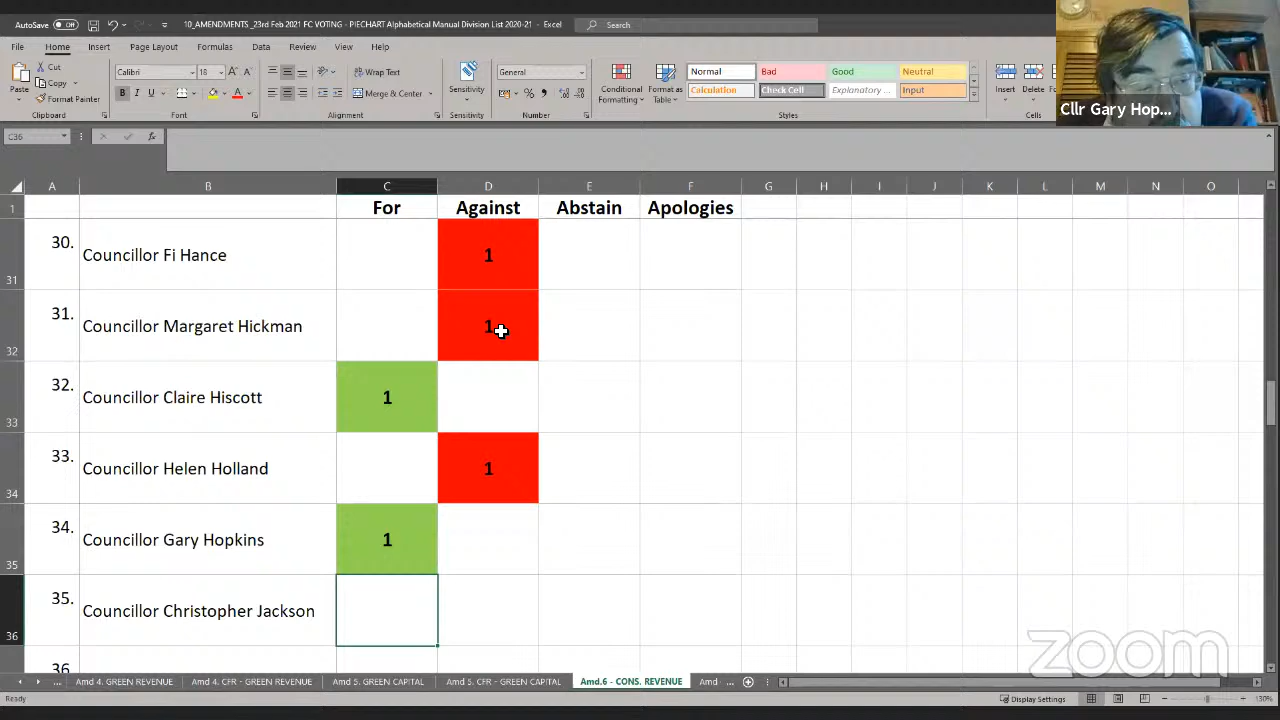 AutoSave Off
10_AMENDMENTS_23rd Feb 2021 FC VOTING - PIECHART Alphabetical Manual Division List 2020-21 - Excel
Search
File Home Insert Page Layout Formulas Data Review View Help
Cut
Copy
Format Painter
Paste
Clipboard
Calibri 18
B I U
Font
Wrap Text
Merge & Center
Alignment
Sensitivity
Sensitivity
General
Number
Conditional Formatting
Format as Table
Normal Bad Good Neutral
Calculation Check Cell Explanatory ... Input
Styles
Insert Delete
Cells
Cllr Gary Hop...
C36
fx
A B C D E F G H I J K L M N O
1 For Against Abstain Apologies
30. Councillor Fi Hance 1
31
31. Councillor Margaret Hickman 1
32
32. Councillor Claire Hiscott 1
33
33. Councillor Helen Holland 1
34
34. Councillor Gary Hopkins 1
35
35. Councillor Christopher Jackson
36
36
zoom
... Amd 4. GREEN REVENUE Amd 4. CFR - GREEN REVENUE Amd 5. GREEN CAPITAL Amd 5. CFR - GREEN CAPITAL Amd.6 - CONS. REVENUE Amd ...
Ready
Display Settings
130%